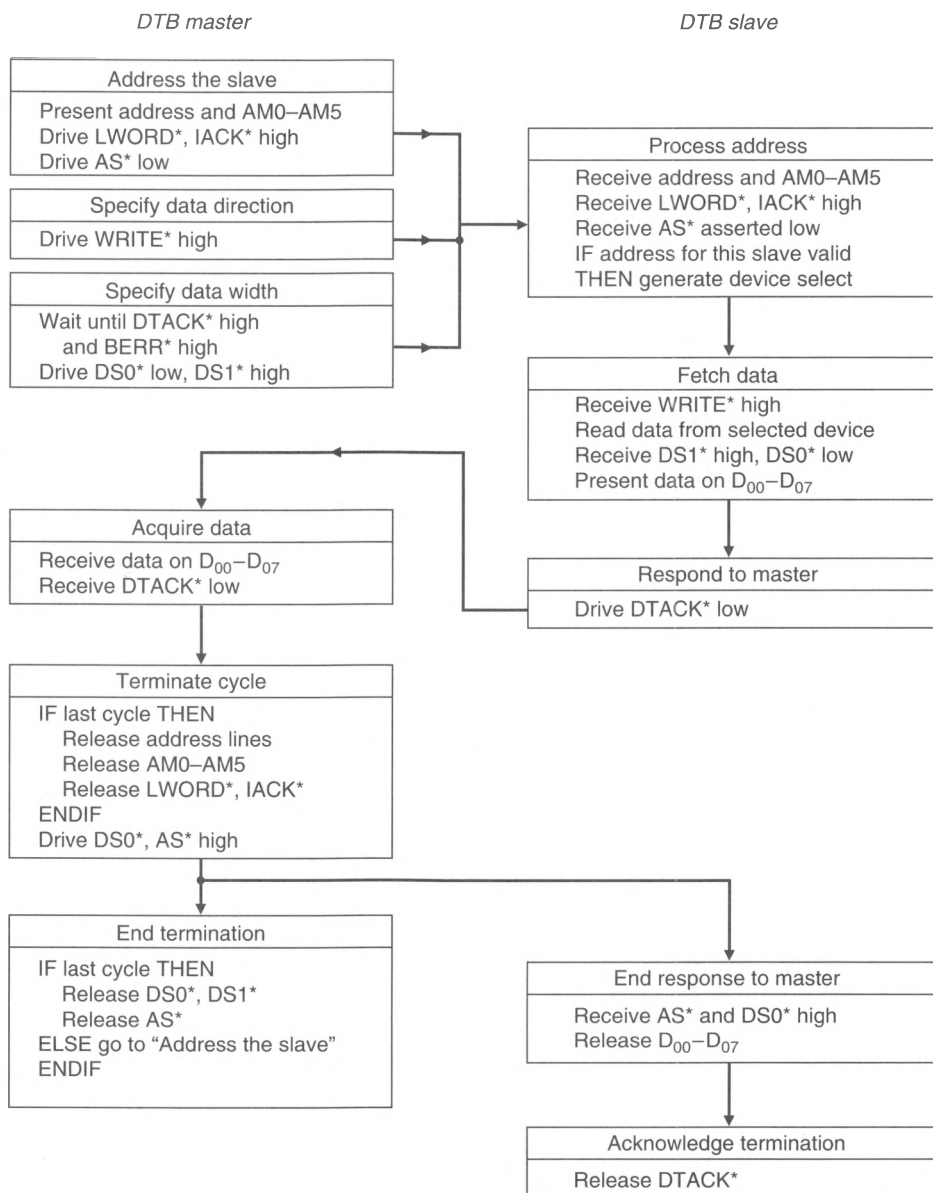 DTB master
DTB slave
Address the slave
Present address and AM0–AM5
Drive LWORD*, IACK* high
Drive AS* low
Specify data direction
Drive WRITE* high
Specify data width
Wait until DTACK* high
and BERR* high
Drive DS0* low, DS1* high
Process address
Receive address and AM0–AM5
Receive LWORD*, IACK* high
Receive AS* asserted low
IF address for this slave valid
THEN generate device select
Fetch data
Receive WRITE* high
Read data from selected device
Receive DS1* high, DS0* low
Present data on D₀₀–D₀₇
Respond to master
Drive DTACK* low
Acquire data
Receive data on D₀₀–D₀₇
Receive DTACK* low
Terminate cycle
IF last cycle THEN
Release address lines
Release AM0–AM5
Release LWORD*, IACK*
ENDIF
Drive DS0*, AS* high
End termination
IF last cycle THEN
Release DS0*, DS1*
Release AS*
ELSE go to “Address the slave”
ENDIF
End response to master
Receive AS* and DS0* high
Release D₀₀–D₀₇
Acknowledge termination
Release DTACK*